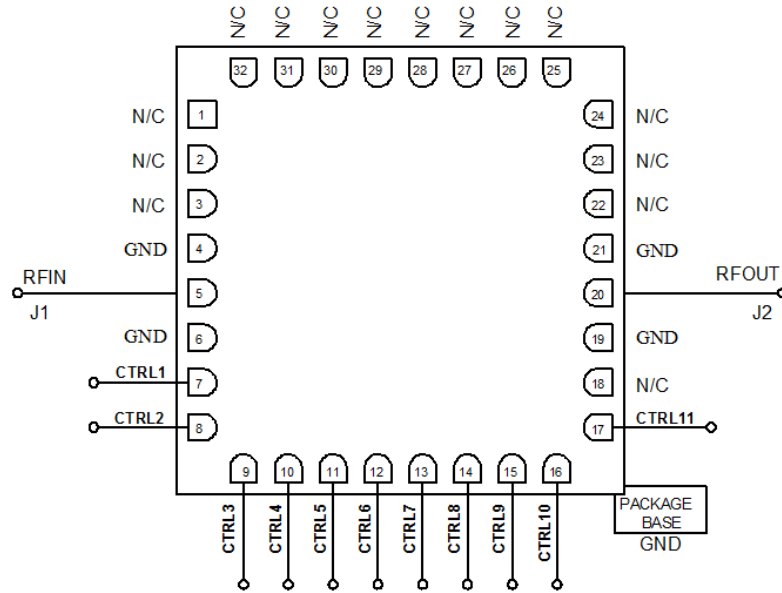 N/C N/C N/C N/C N/C N/C N/C N/C
32 31 30 29 28 27 26 25
N/C 1 24 N/C
N/C 2 23 N/C
N/C 3 22 N/C
GND 4 21 GND
RFIN 5 20 RFOUT
J1 J2
GND 6 19 GND
CTRL1 7 18 N/C
CTRL2 8 17 CTRL11
9 10 11 12 13 14 15 16
CTRL3 CTRL4 CTRL5 CTRL6 CTRL7 CTRL8 CTRL9 CTRL10
PACKAGE
BASE
GND